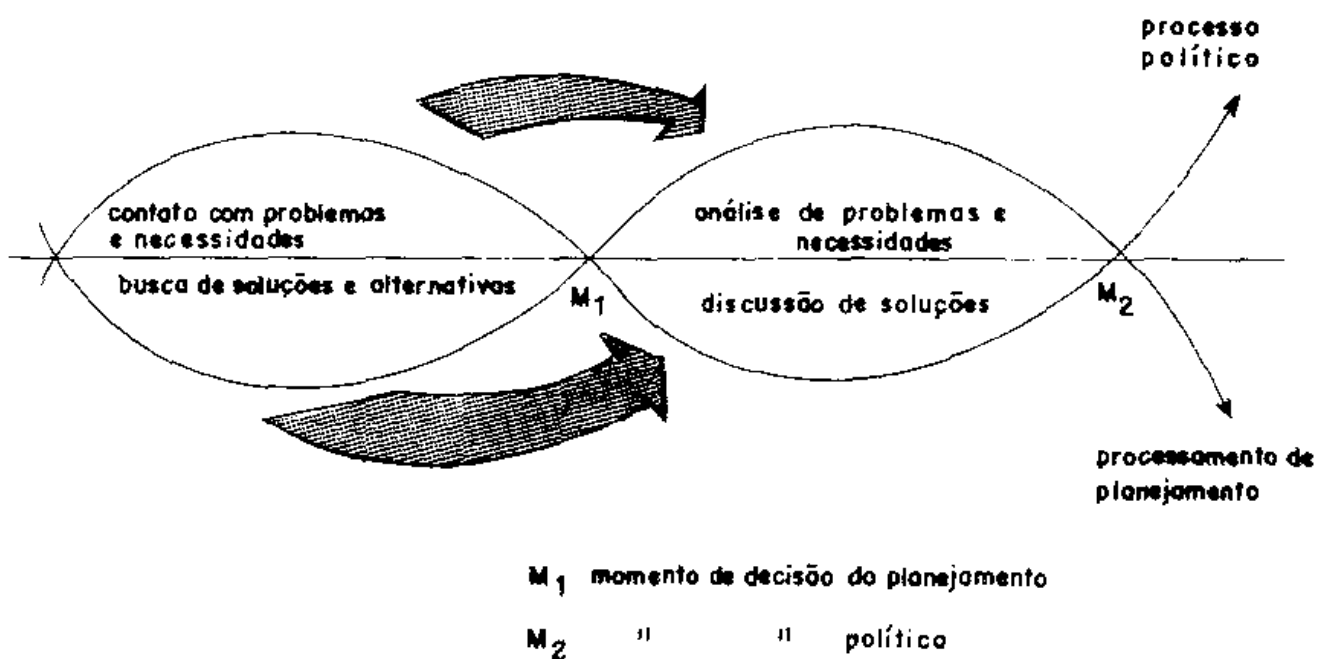 processo
político
contato com problemas
e necessidades
análise de problemas e
necessidades
busca de soluções e alternativas
M1
discussão de soluções
M2
processamento de
planejamento
M1 momento de decisão do planejamento
M2 " " política